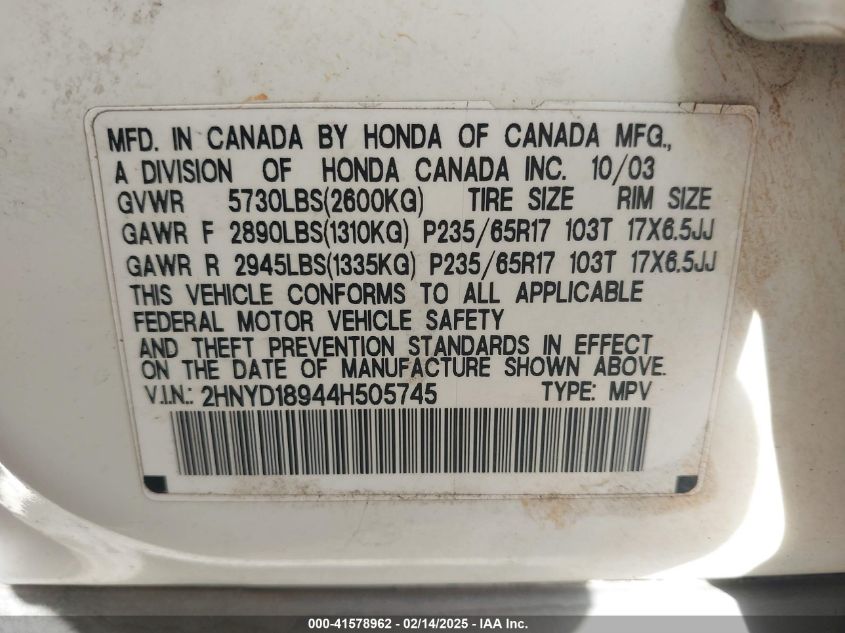 MFD. IN CANADA BY HONDA OF CANADA MFG.,
A DIVISION OF HONDA CANADA INC. 10/03
GVWR 5730LBS(2600KG) TIRE SIZE RIM SIZE
GAWR F 2890LBS(1310KG) P235/65R17 103T 17X6.5JJ
GAWR R 2945LBS(1335KG) P235/65R17 103T 17X6.5JJ
THIS VEHICLE CONFORMS TO ALL APPLICABLE
FEDERAL MOTOR VEHICLE SAFETY
AND THEFT PREVENTION STANDARDS IN EFFECT
ON THE DATE OF MANUFACTURE SHOWN ABOVE.
V.I.N.: 2HNYD18944H505745 TYPE: MPV
000-41578962 - 02/14/2025 - IAA Inc.